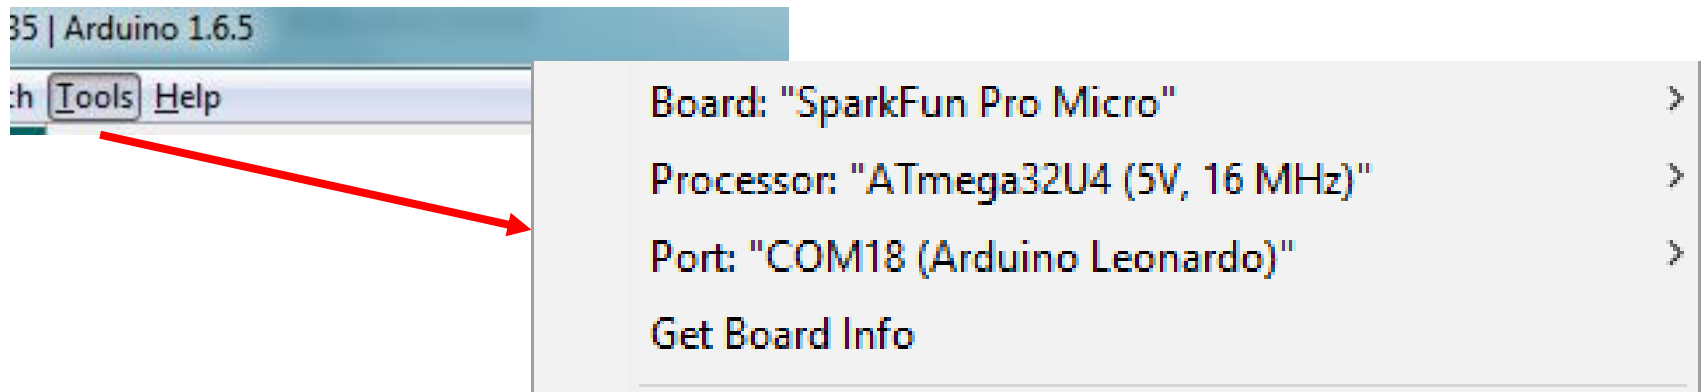 35 | Arduino 1.6.5
ch Tools Help
Board: "SparkFun Pro Micro"
Processor: "ATmega32U4 (5V, 16 MHz)"
Port: "COM18 (Arduino Leonardo)"
Get Board Info